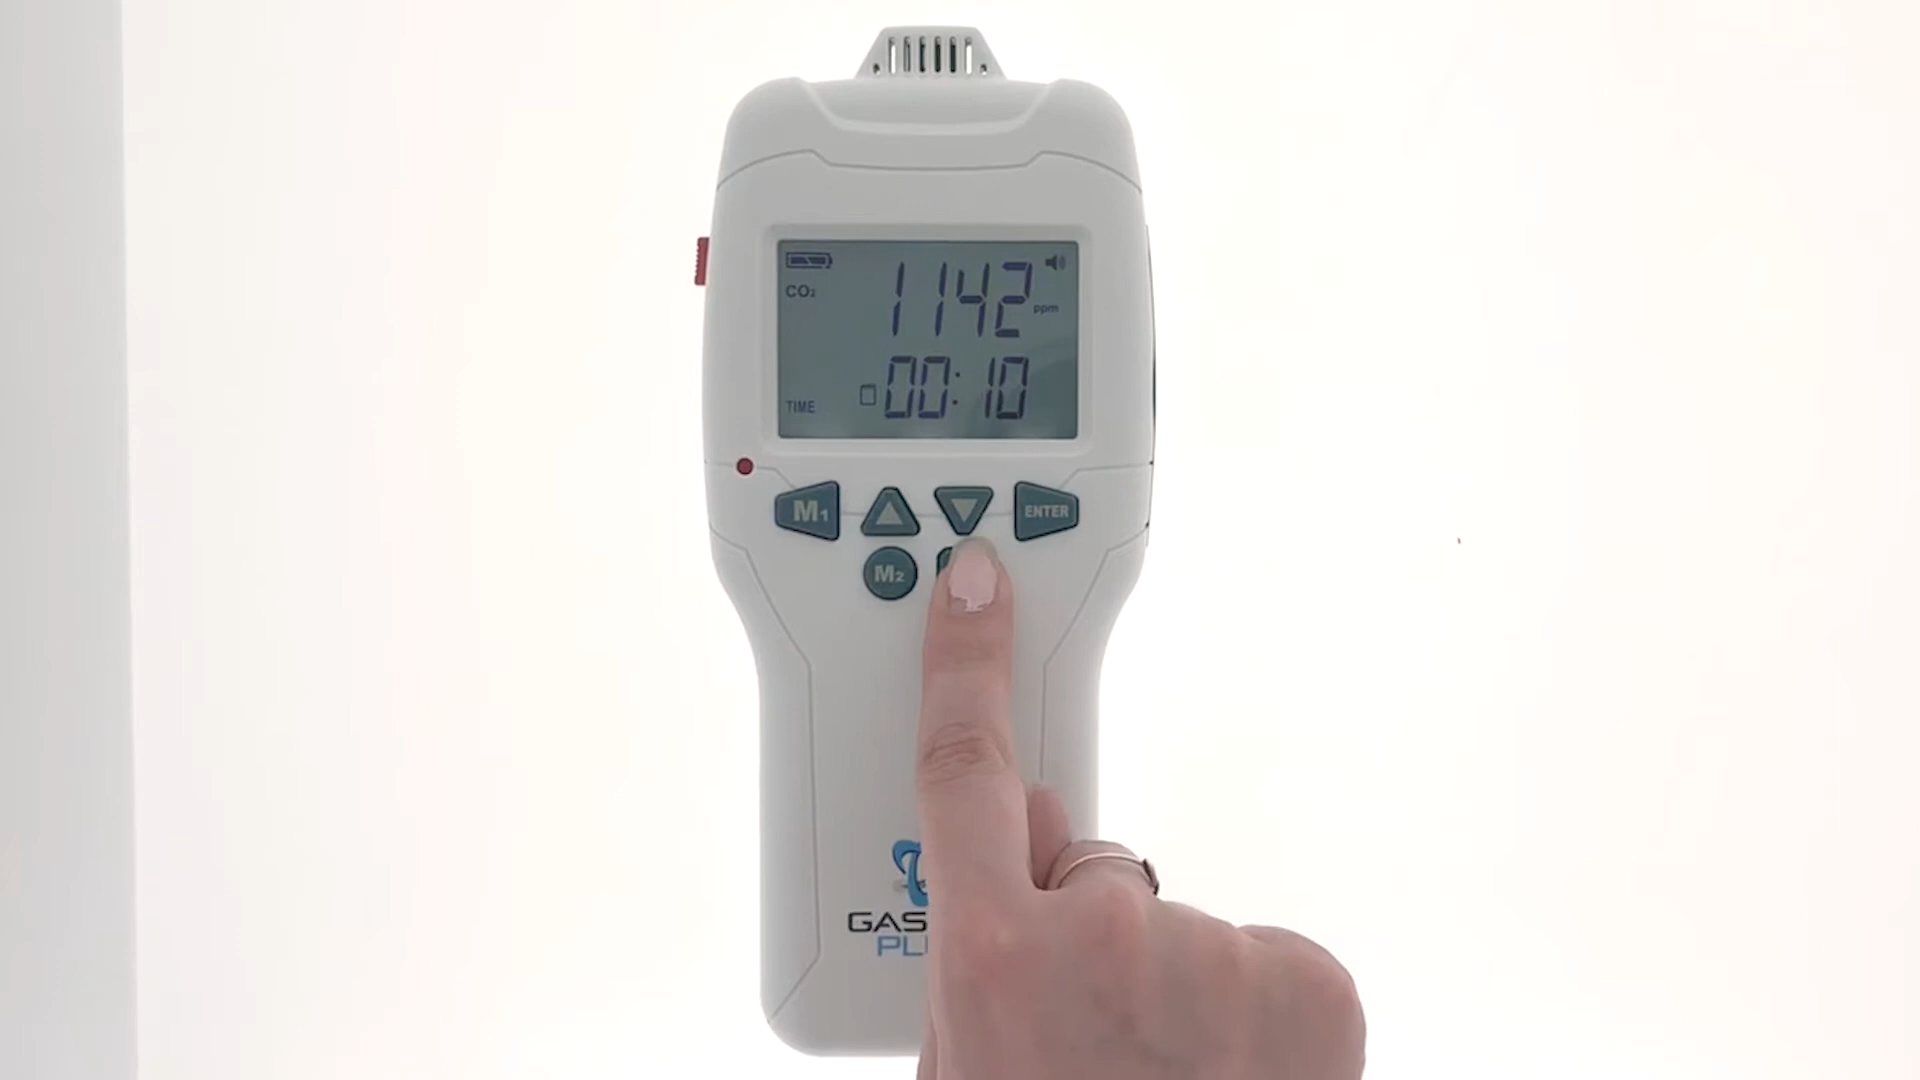 CO₂ 1142 ppm
TIME 00:10
M₁
ENTER
M₂
GAS
PL